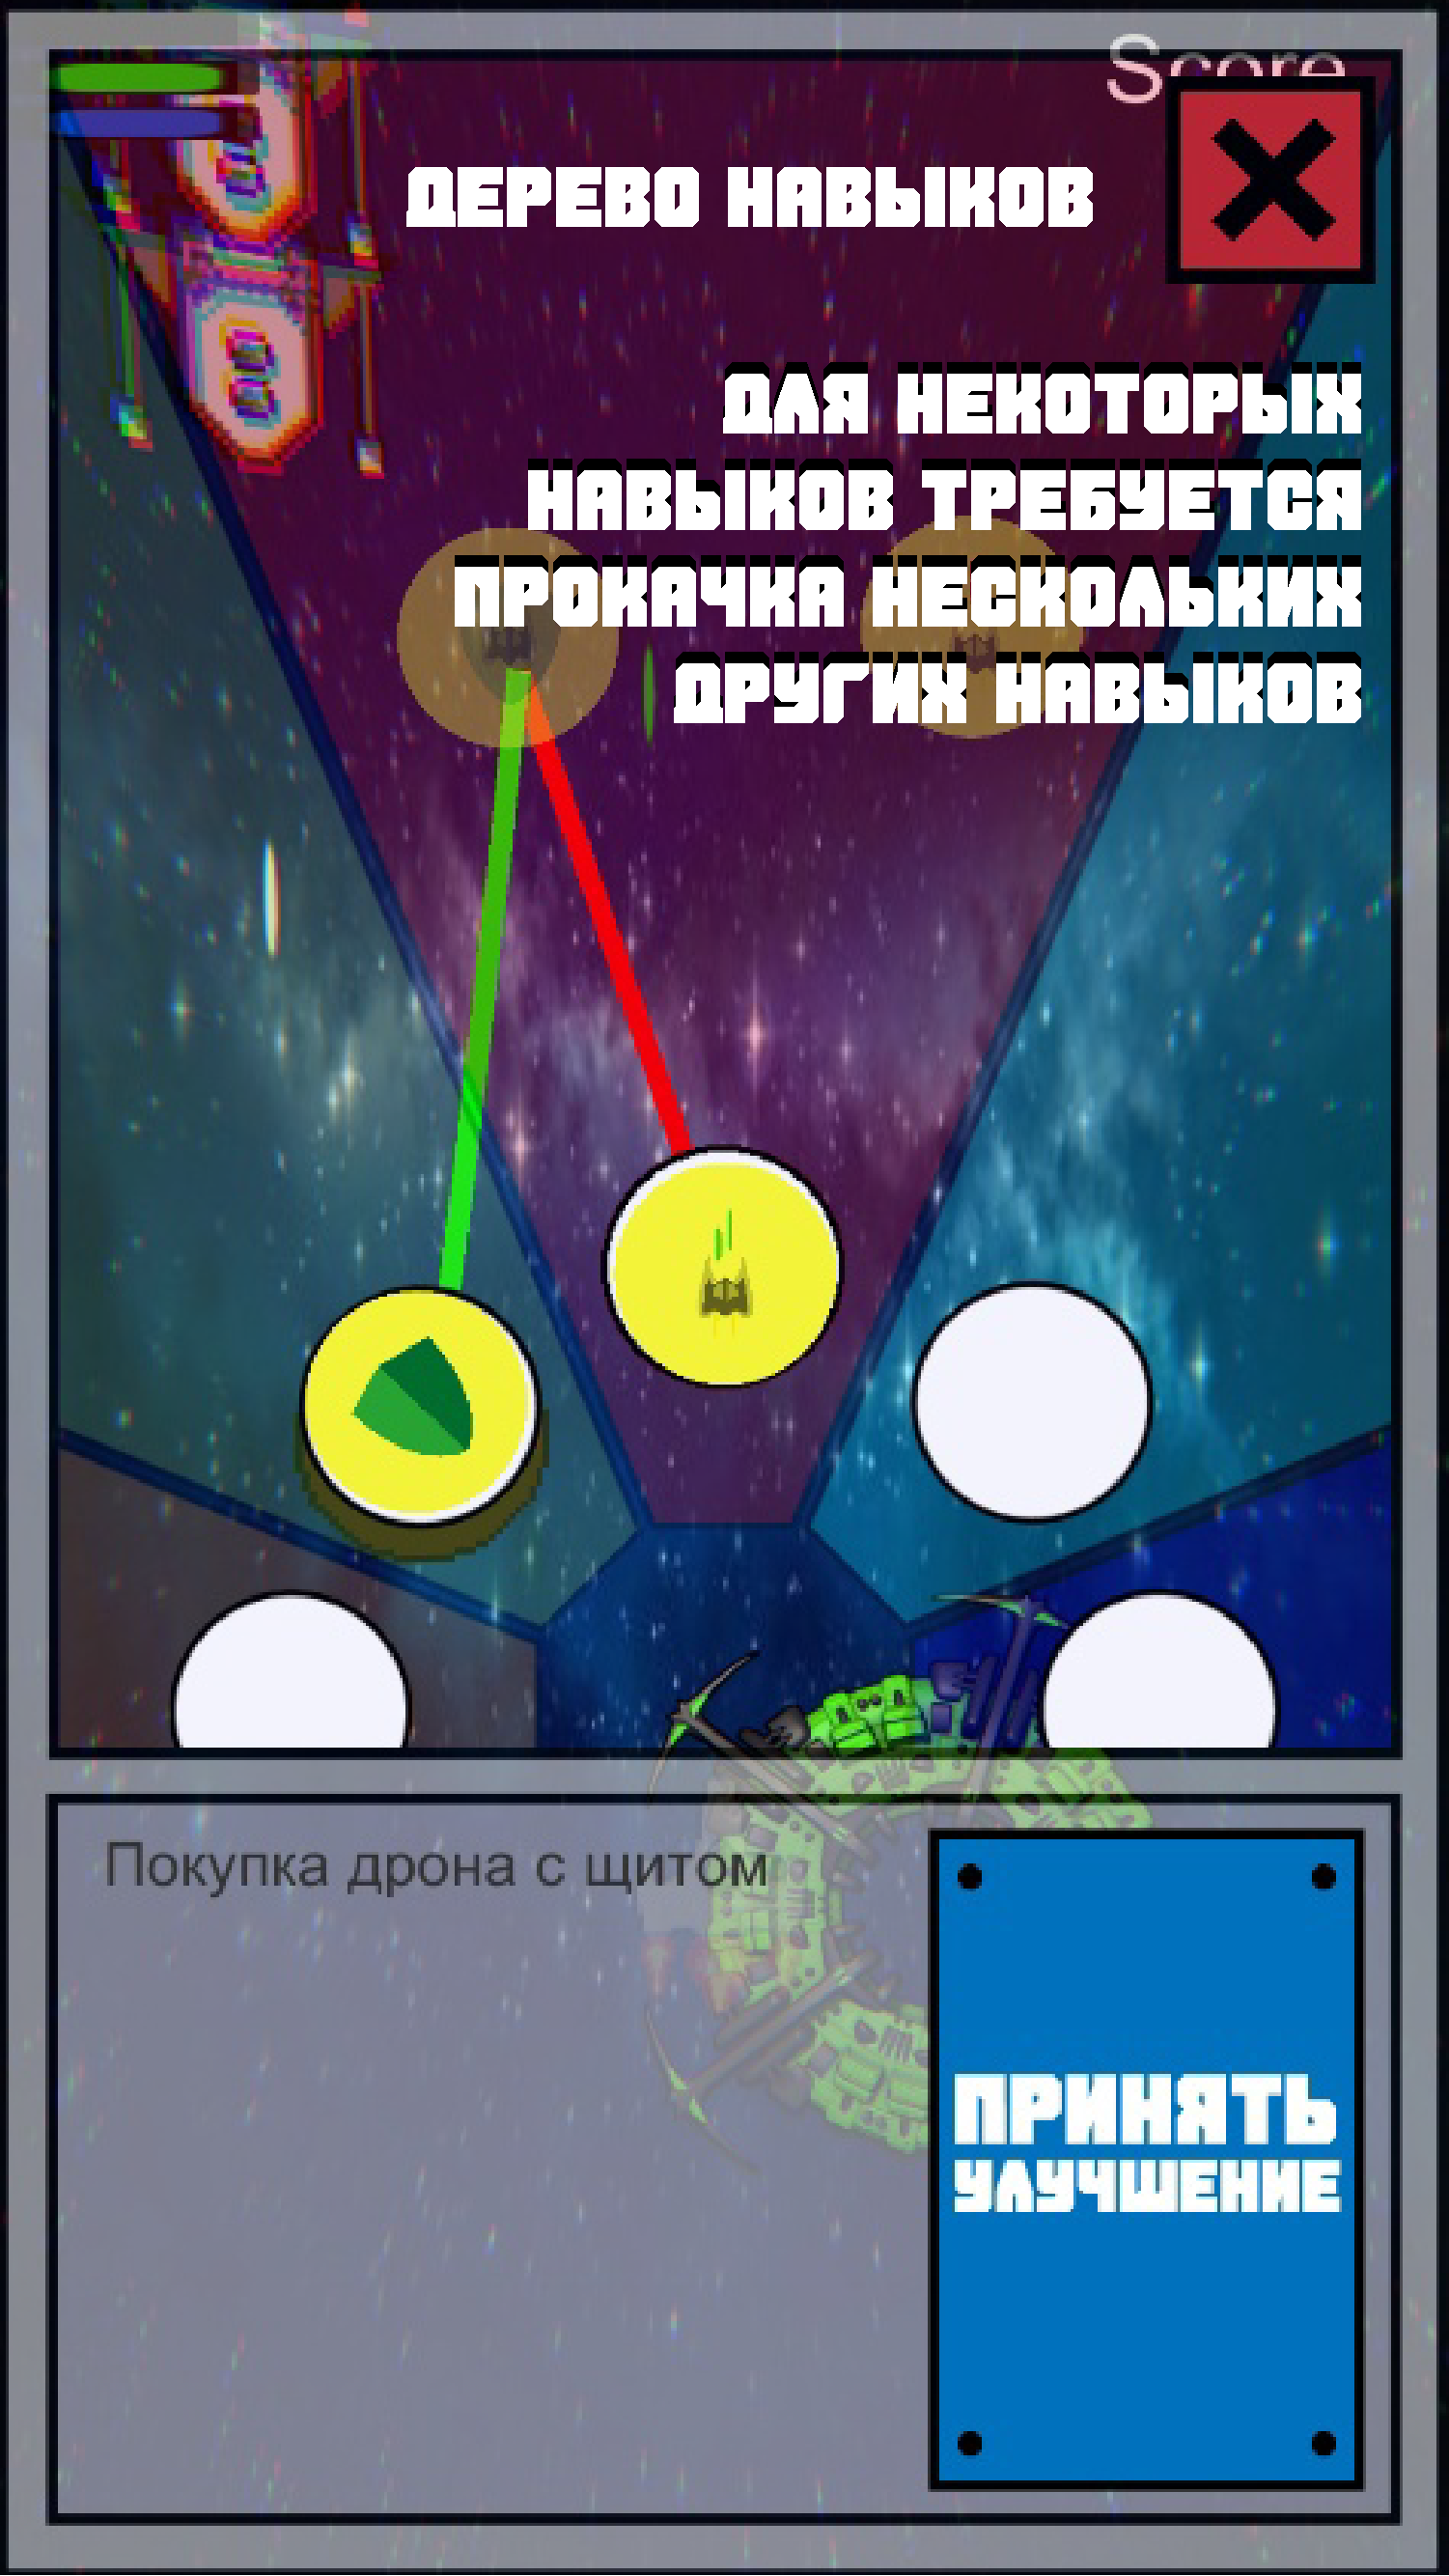 Score
ДЕРЕВО НАВЫКОВ
ДЛЯ НЕКОТОРЫХ
НАВЫКОВ ТРЕБУЕТСЯ
ПРОКАЧКА НЕСКОЛЬКИХ
ДРУГИХ НАВЫКОВ
Покупка дрона с щитом
ПРИНЯТЬ
УЛУЧШЕНИЕ